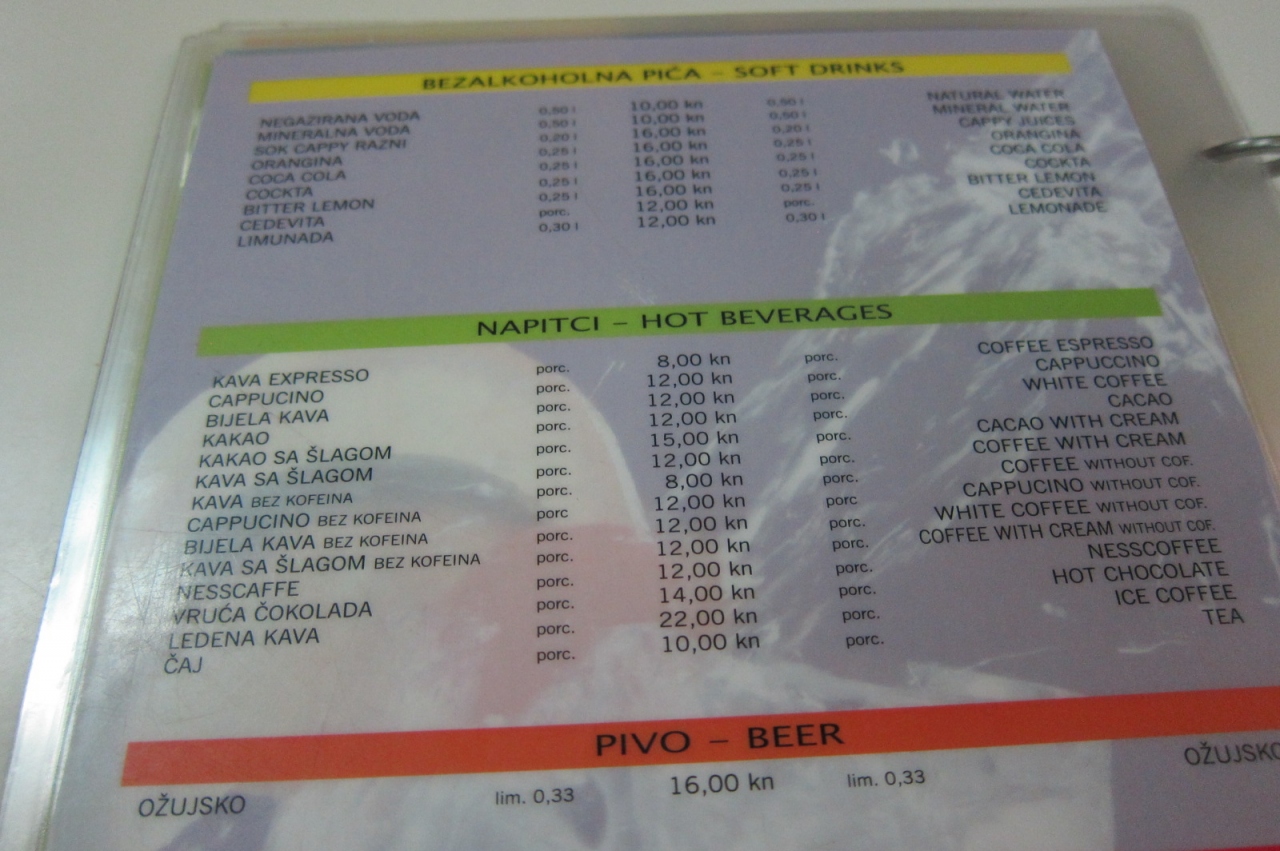 BEZALKOHOLNA PIĆA – SOFT DRINKS
NEGAZIRANA VODA 0,50 l 10,00 kn 0,50 l NATURAL WATER
MINERALNA VODA 0,50 l 10,00 kn 0,50 l MINERAL WATER
SOK CAPPY RAZNI 0,20 l 16,00 kn 0,20 l CAPPY JUICES
ORANGINA 0,25 l 16,00 kn 0,25 l ORANGINA
COCA COLA 0,25 l 16,00 kn 0,25 l COCA COLA
COCKTA 0,25 l 16,00 kn 0,25 l COCKTA
BITTER LEMON 0,25 l 16,00 kn 0,25 l BITTER LEMON
CEDEVITA porc. 12,00 kn porc. CEDEVITA
LIMUNADA 0,30 l 12,00 kn 0,30 l LEMONADE
NAPITCI – HOT BEVERAGES
KAVA EXPRESSO porc. 8,00 kn porc. COFFEE ESPRESSO
CAPPUCINO porc. 12,00 kn porc. CAPPUCCINO
BIJELA KAVA porc. 12,00 kn porc. WHITE COFFEE
KAKAO porc. 12,00 kn porc. CACAO
KAKAO SA ŠLAGOM porc. 15,00 kn porc. CACAO WITH CREAM
KAVA SA ŠLAGOM porc. 12,00 kn porc. COFFEE WITH CREAM
KAVA BEZ KOFEINA porc. 8,00 kn porc. COFFEE WITHOUT COF.
CAPPUCINO BEZ KOFEINA porc 12,00 kn porc CAPPUCINO WITHOUT COF.
BIJELA KAVA BEZ KOFEINA porc. 12,00 kn porc. WHITE COFFEE WITHOUT COF.
KAVA SA ŠLAGOM BEZ KOFEINA porc. 12,00 kn porc. COFFEE WITH CREAM WITHOUT COF.
NESSCAFFE porc. 12,00 kn porc. NESSCOFFEE
VRUĆA ČOKOLADA porc. 14,00 kn porc. HOT CHOCOLATE
LEDENA KAVA porc. 22,00 kn porc. ICE COFFEE
ČAJ porc. 10,00 kn porc. TEA
PIVO – BEER
OŽUJSKO lim. 0,33 16,00 kn lim. 0,33 OŽUJSKO